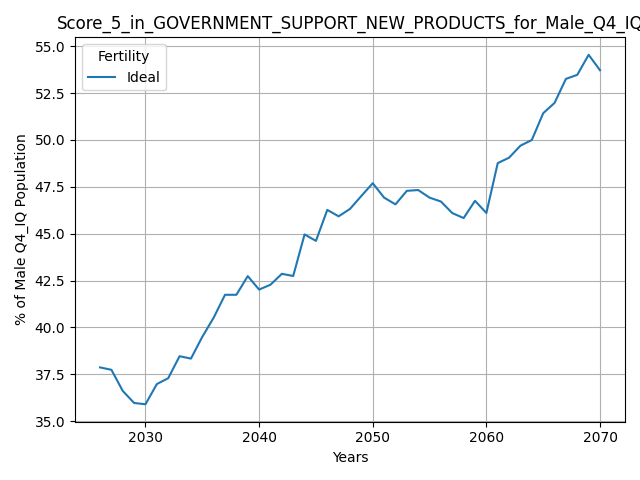 Score_5_in_GOVERNMENT_SUPPORT_NEW_PRODUCTS_for_Male_Q4_IQ
Fertility
Ideal
% of Male Q4_IQ Population
55.0
52.5
50.0
47.5
45.0
42.5
40.0
37.5
35.0
2030 2040 2050 2060 2070
Years